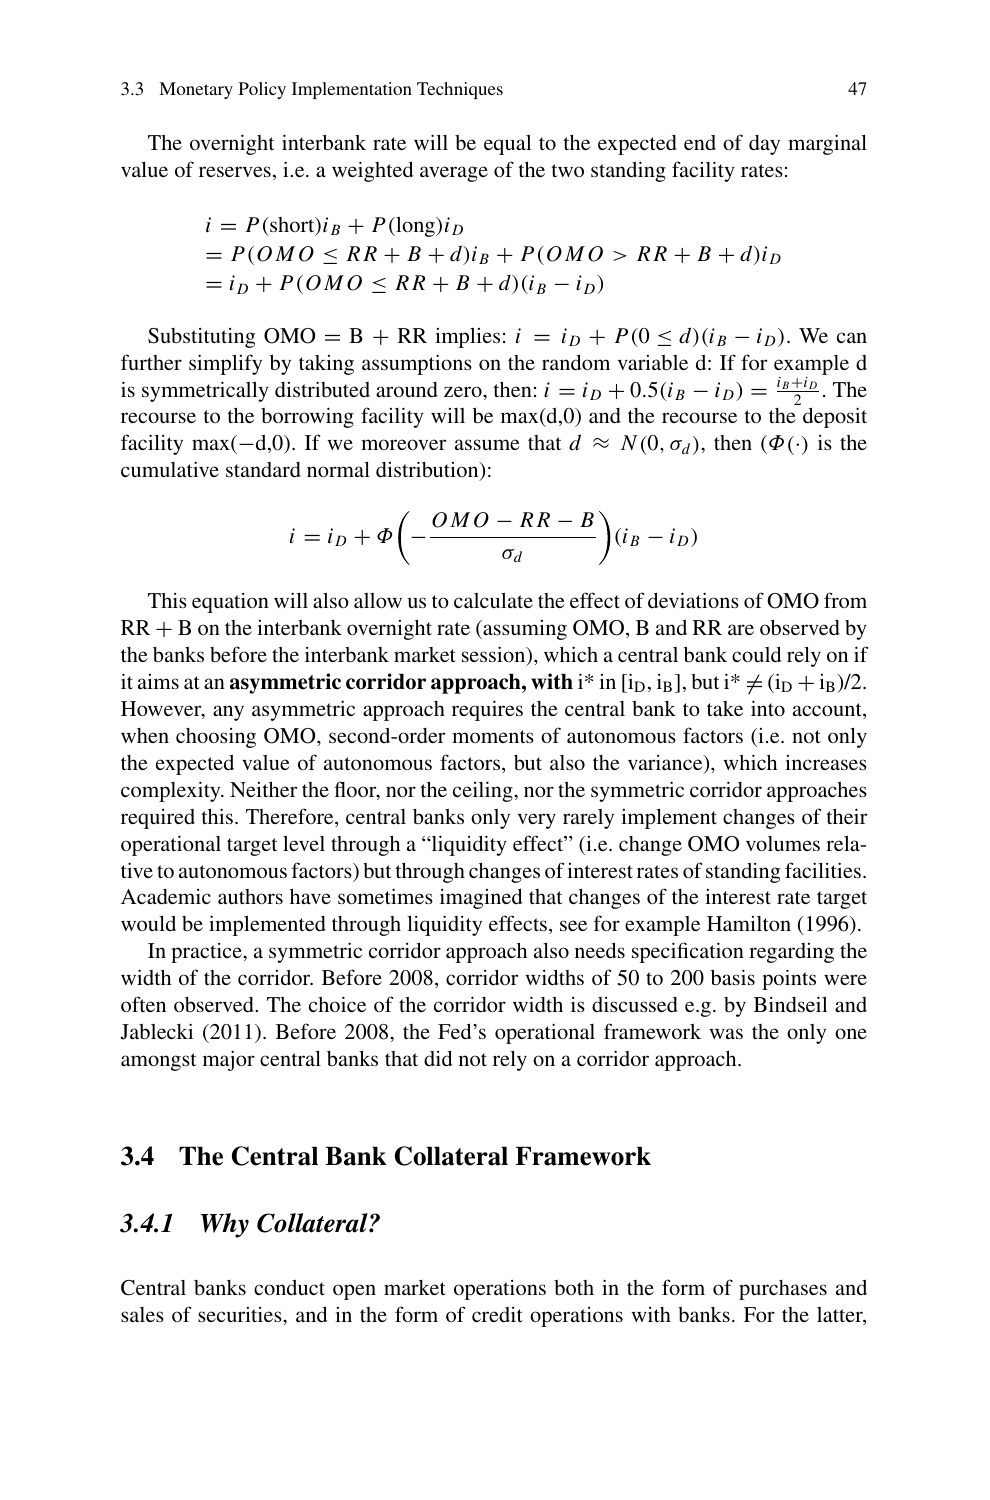 3.3 Monetary Policy Implementation Techniques 47
The overnight interbank rate will be equal to the expected end of day marginal
value of reserves, i.e. a weighted average of the two standing facility rates:
i = P(short)i_B + P(long)i_D
= P(OMO ≤ RR + B + d)i_B + P(OMO > RR + B + d)i_D
= i_D + P(OMO ≤ RR + B + d)(i_B − i_D)
Substituting OMO = B + RR implies: i = i_D + P(0 ≤ d)(i_B − i_D). We can
further simplify by taking assumptions on the random variable d: If for example d
is symmetrically distributed around zero, then: i = i_D + 0.5(i_B − i_D) = \frac{i_B+i_D}{2}. The
recourse to the borrowing facility will be max(d,0) and the recourse to the deposit
facility max(−d,0). If we moreover assume that d ≈ N(0, σ_d), then (Φ(·) is the
cumulative standard normal distribution):
i = i_D + Φ(−\frac{OMO − RR − B}{σ_d})(i_B − i_D)
This equation will also allow us to calculate the effect of deviations of OMO from
RR + B on the interbank overnight rate (assuming OMO, B and RR are observed by
the banks before the interbank market session), which a central bank could rely on if
it aims at an asymmetric corridor approach, with i* in [i_D, i_B], but i* ≠ (i_D + i_B)/2.
However, any asymmetric approach requires the central bank to take into account,
when choosing OMO, second-order moments of autonomous factors (i.e. not only
the expected value of autonomous factors, but also the variance), which increases
complexity. Neither the floor, nor the ceiling, nor the symmetric corridor approaches
required this. Therefore, central banks only very rarely implement changes of their
operational target level through a “liquidity effect” (i.e. change OMO volumes rela-
tive to autonomous factors) but through changes of interest rates of standing facilities.
Academic authors have sometimes imagined that changes of the interest rate target
would be implemented through liquidity effects, see for example Hamilton (1996).
In practice, a symmetric corridor approach also needs specification regarding the
width of the corridor. Before 2008, corridor widths of 50 to 200 basis points were
often observed. The choice of the corridor width is discussed e.g. by Bindseil and
Jablecki (2011). Before 2008, the Fed’s operational framework was the only one
amongst major central banks that did not rely on a corridor approach.
3.4 The Central Bank Collateral Framework
3.4.1 Why Collateral?
Central banks conduct open market operations both in the form of purchases and
sales of securities, and in the form of credit operations with banks. For the latter,